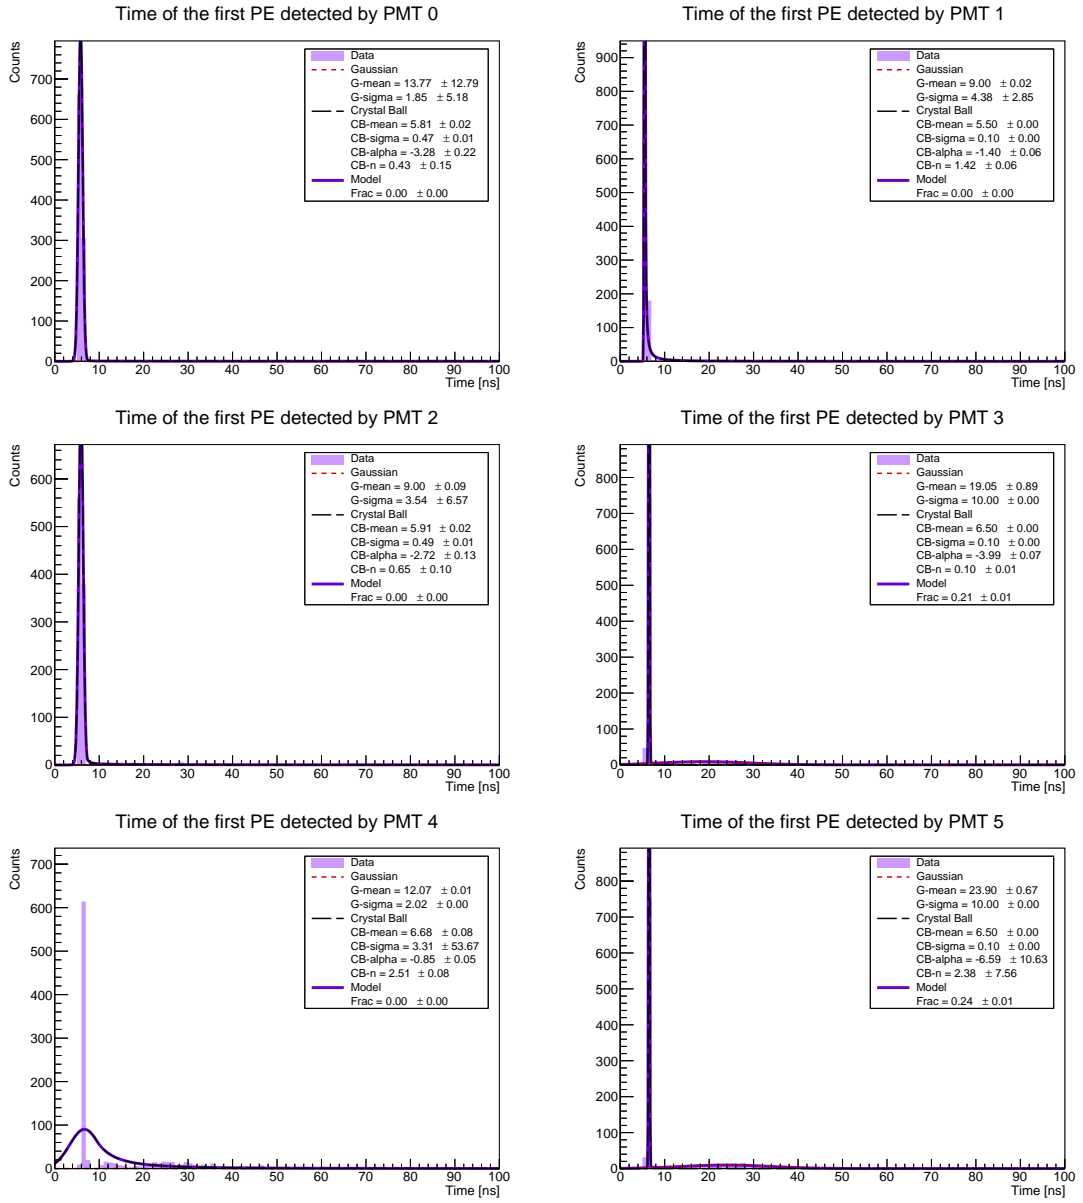 Time of the first PE detected by PMT 0
Counts
Data
Gaussian
G-mean = 13.77 ± 12.79
G-sigma = 1.85 ± 5.18
Crystal Ball
CB-mean = 5.81 ± 0.02
CB-sigma = 0.47 ± 0.01
CB-alpha = -3.28 ± 0.22
CB-n = 0.43 ± 0.15
Model
Frac = 0.00 ± 0.00
700
600
500
400
300
200
100
0
0 10 20 30 40 50 60 70 80 90 100
Time [ns]
Time of the first PE detected by PMT 1
Counts
Data
Gaussian
G-mean = 9.00 ± 0.02
G-sigma = 4.38 ± 2.85
Crystal Ball
CB-mean = 5.50 ± 0.00
CB-sigma = 0.10 ± 0.00
CB-alpha = -1.40 ± 0.06
CB-n = 1.42 ± 0.06
Model
Frac = 0.00 ± 0.00
900
800
700
600
500
400
300
200
100
0
0 10 20 30 40 50 60 70 80 90 100
Time [ns]
Time of the first PE detected by PMT 2
Counts
Data
Gaussian
G-mean = 9.00 ± 0.09
G-sigma = 3.54 ± 6.57
Crystal Ball
CB-mean = 5.91 ± 0.02
CB-sigma = 0.49 ± 0.01
CB-alpha = -2.72 ± 0.13
CB-n = 0.65 ± 0.10
Model
Frac = 0.00 ± 0.00
600
500
400
300
200
100
0
0 10 20 30 40 50 60 70 80 90 100
Time [ns]
Time of the first PE detected by PMT 3
Counts
Data
Gaussian
G-mean = 19.05 ± 0.89
G-sigma = 10.00 ± 0.00
Crystal Ball
CB-mean = 6.50 ± 0.00
CB-sigma = 0.10 ± 0.00
CB-alpha = -3.99 ± 0.07
CB-n = 0.10 ± 0.01
Model
Frac = 0.21 ± 0.01
800
700
600
500
400
300
200
100
0
0 10 20 30 40 50 60 70 80 90 100
Time [ns]
Time of the first PE detected by PMT 4
Counts
Data
Gaussian
G-mean = 12.07 ± 0.01
G-sigma = 2.02 ± 0.00
Crystal Ball
CB-mean = 6.68 ± 0.08
CB-sigma = 3.31 ± 53.67
CB-alpha = -0.85 ± 0.05
CB-n = 2.51 ± 0.08
Model
Frac = 0.00 ± 0.00
700
600
500
400
300
200
100
0
0 10 20 30 40 50 60 70 80 90 100
Time [ns]
Time of the first PE detected by PMT 5
Counts
Data
Gaussian
G-mean = 23.90 ± 0.67
G-sigma = 10.00 ± 0.00
Crystal Ball
CB-mean = 6.50 ± 0.00
CB-sigma = 0.10 ± 0.00
CB-alpha = -6.59 ± 10.63
CB-n = 2.38 ± 7.56
Model
Frac = 0.24 ± 0.01
800
700
600
500
400
300
200
100
0
0 10 20 30 40 50 60 70 80 90 100
Time [ns]